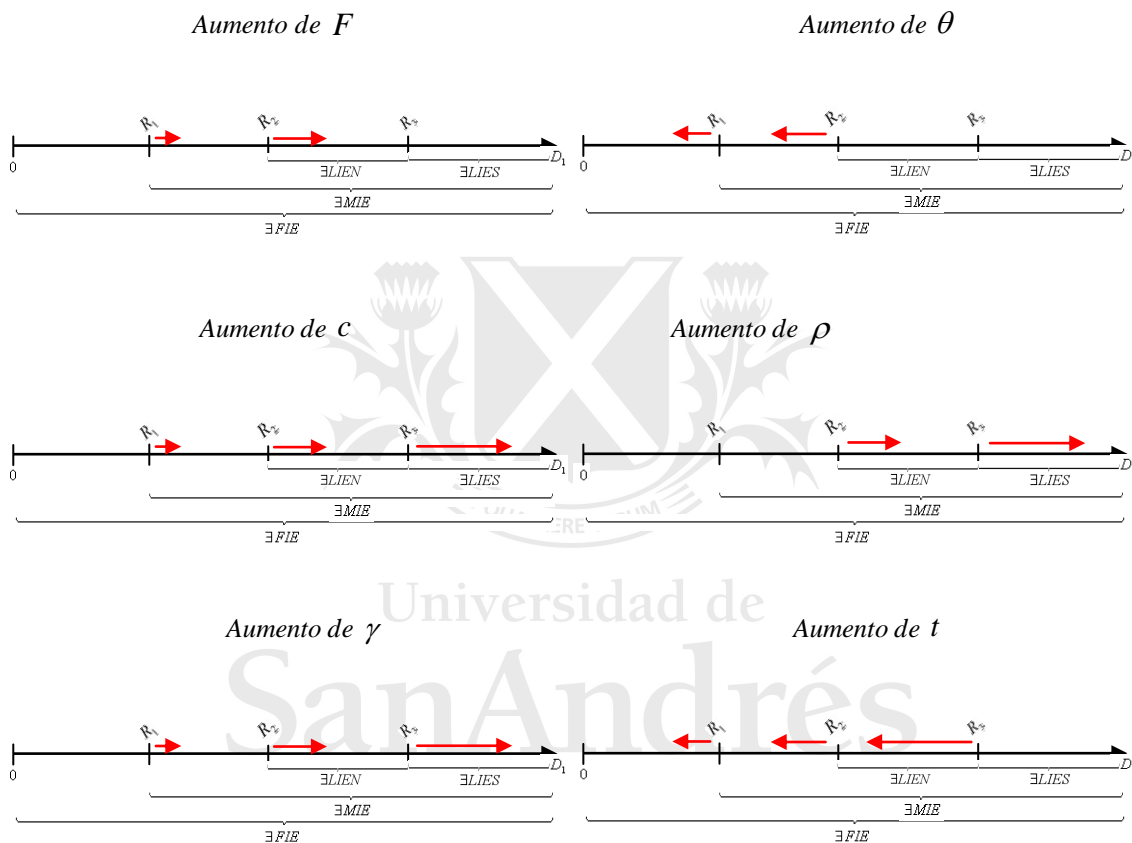 Aumento de F
Aumento de θ
R₁ R₂ R₃
0 D₁
∃LIEN ∃LIES
∃MIE
∃FIE
R₁ R₂ R₃
0 D
∃LIEN ∃LIES
∃MIE
∃FIE
Aumento de c
Aumento de ρ
R₁ R₂ R₃
0 D₁
∃LIEN ∃LIES
∃MIE
∃FIE
R₁ R₂ R₃
0 D
∃LIEN ∃LIES
∃MIE
∃FIE
Universidad de
SanAndrés
Aumento de γ
Aumento de t
R₁ R₂ R₃
0 D₁
∃LIEN ∃LIES
∃MIE
∃FIE
R₁ R₂ R₃
0 D
∃LIEN ∃LIES
∃MIE
∃FIE